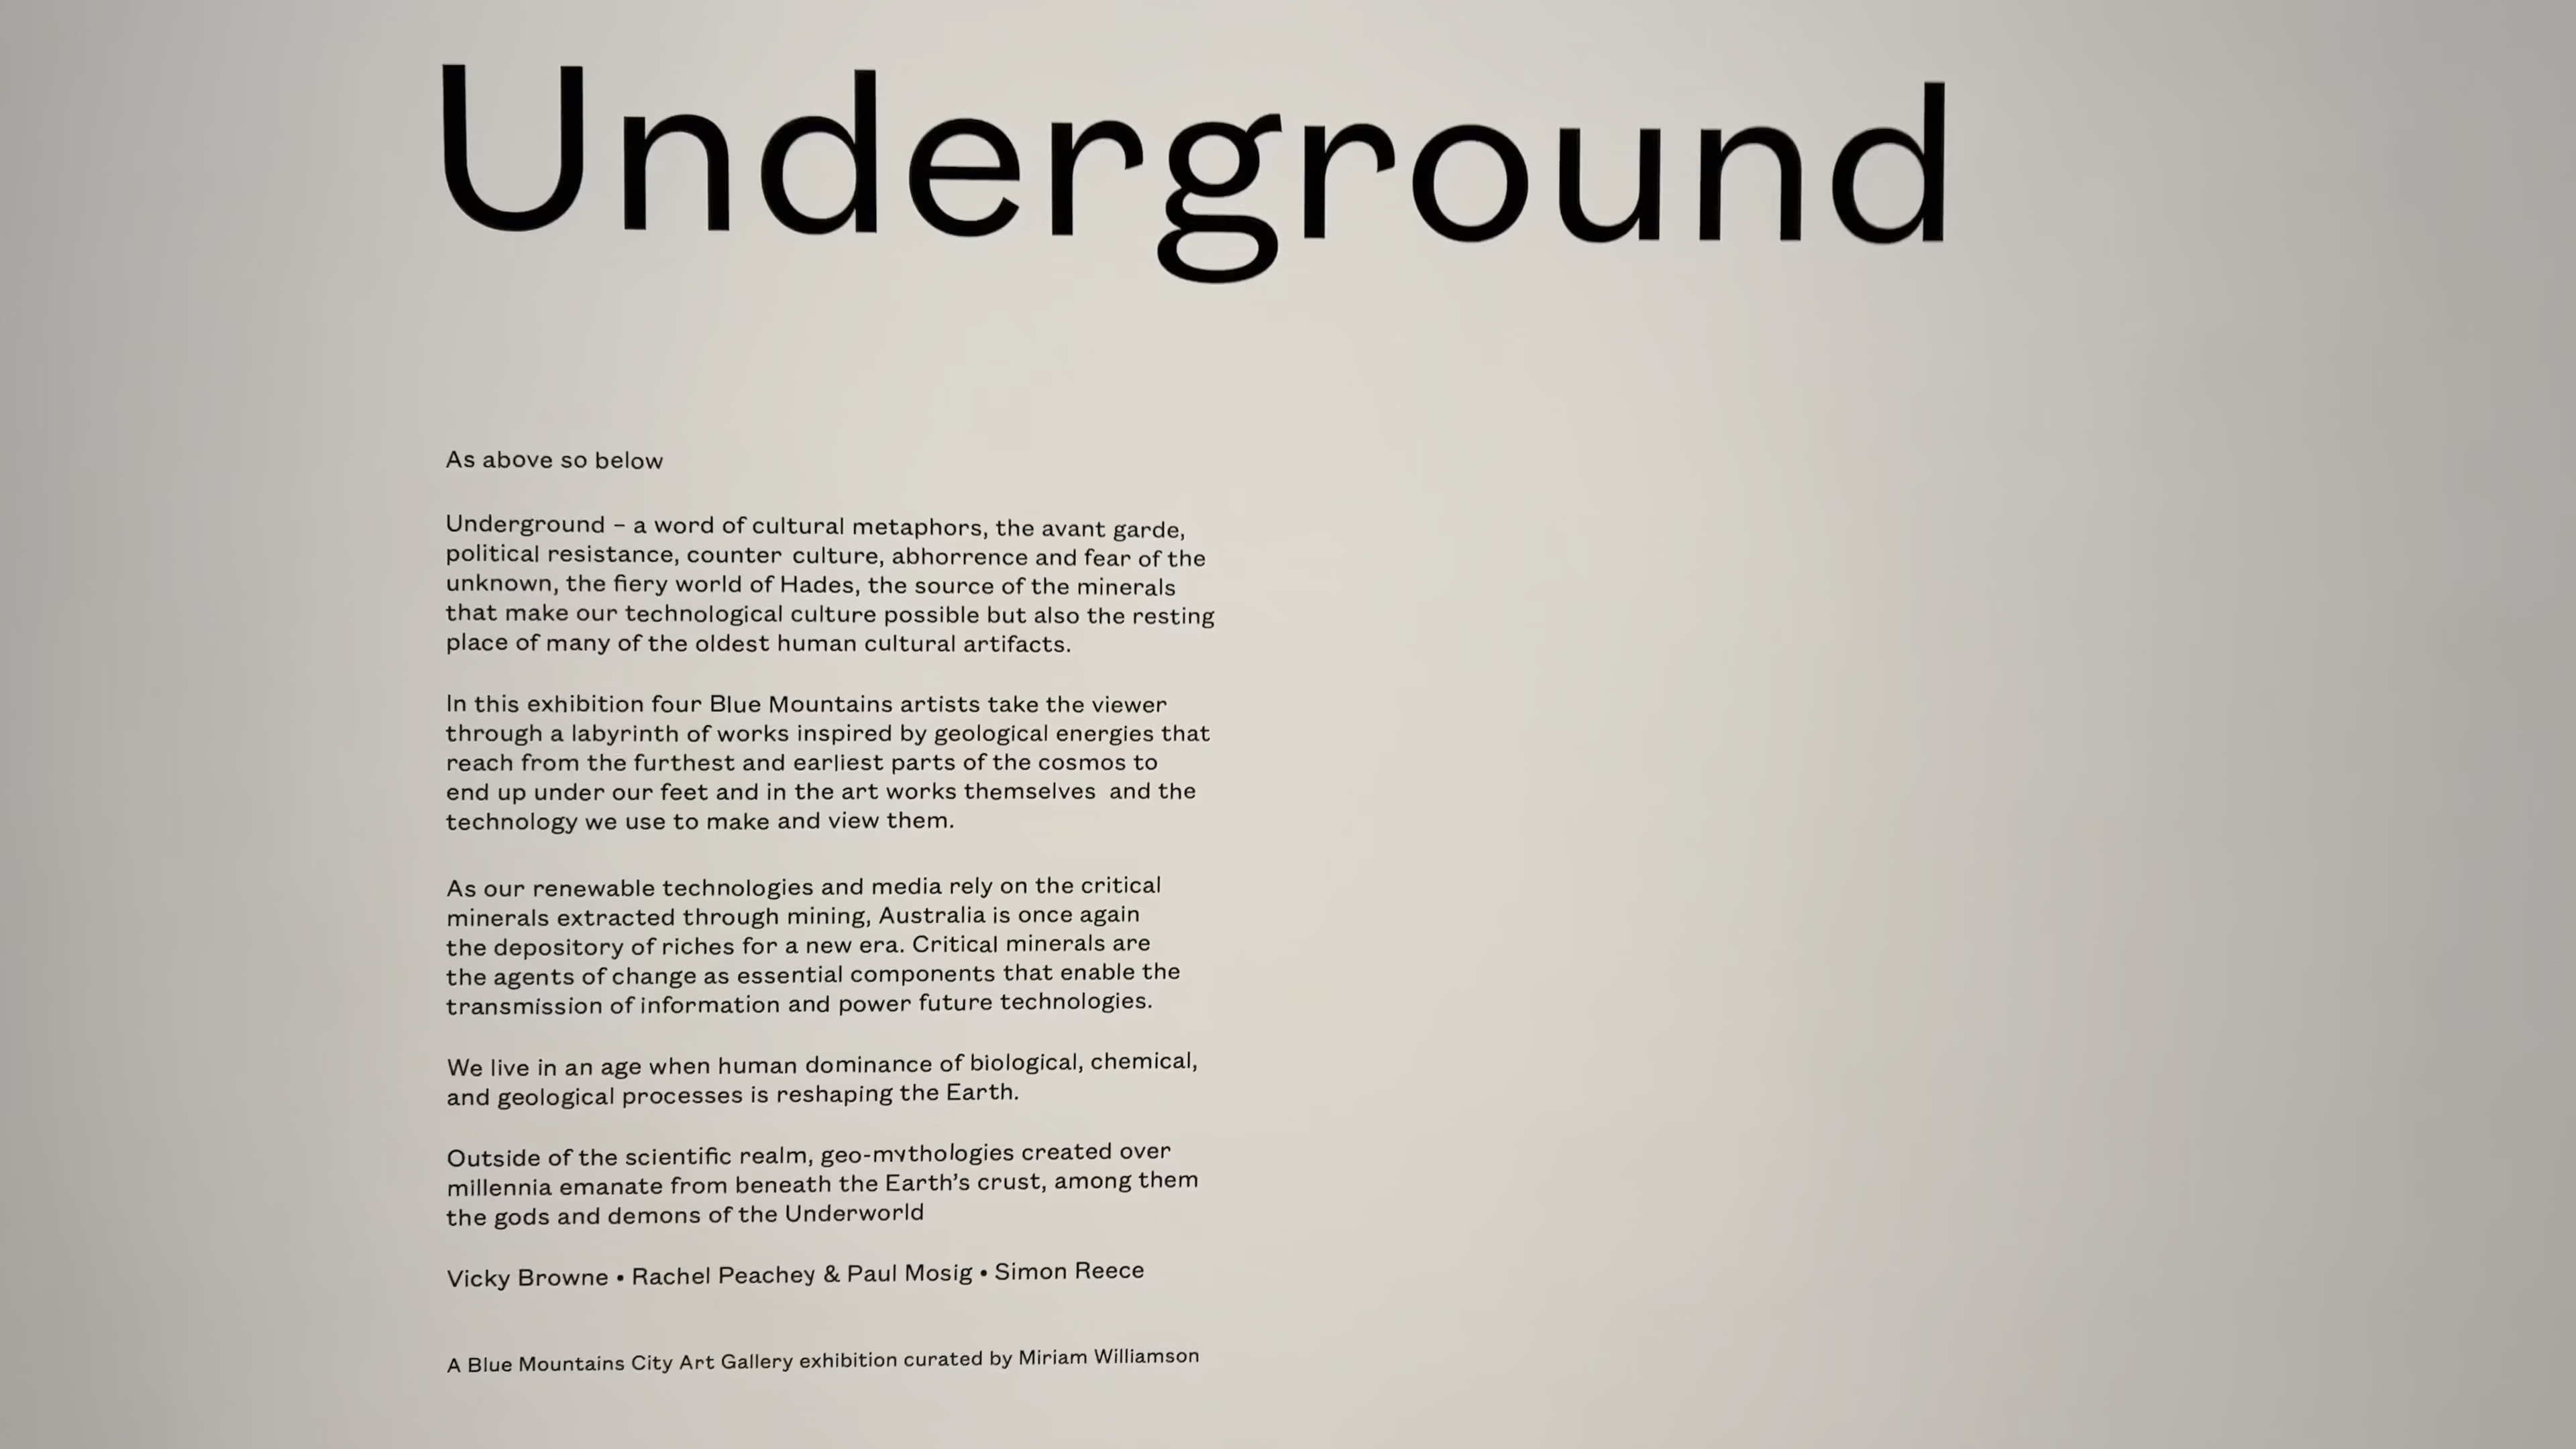 Underground
As above so below
Underground – a word of cultural metaphors, the avant garde,
political resistance, counter culture, abhorrence and fear of the
unknown, the fiery world of Hades, the source of the minerals
that make our technological culture possible but also the resting
place of many of the oldest human cultural artifacts.
In this exhibition four Blue Mountains artists take the viewer
through a labyrinth of works inspired by geological energies that
reach from the furthest and earliest parts of the cosmos to
end up under our feet and in the art works themselves  and the
technology we use to make and view them.
As our renewable technologies and media rely on the critical
minerals extracted through mining, Australia is once again
the depository of riches for a new era. Critical minerals are
the agents of change as essential components that enable the
transmission of information and power future technologies.
We live in an age when human dominance of biological, chemical,
and geological processes is reshaping the Earth.
Outside of the scientific realm, geo-mythologies created over
millennia emanate from beneath the Earth’s crust, among them
the gods and demons of the Underworld
Vicky Browne • Rachel Peachey & Paul Mosig • Simon Reece
A Blue Mountains City Art Gallery exhibition curated by Miriam Williamson